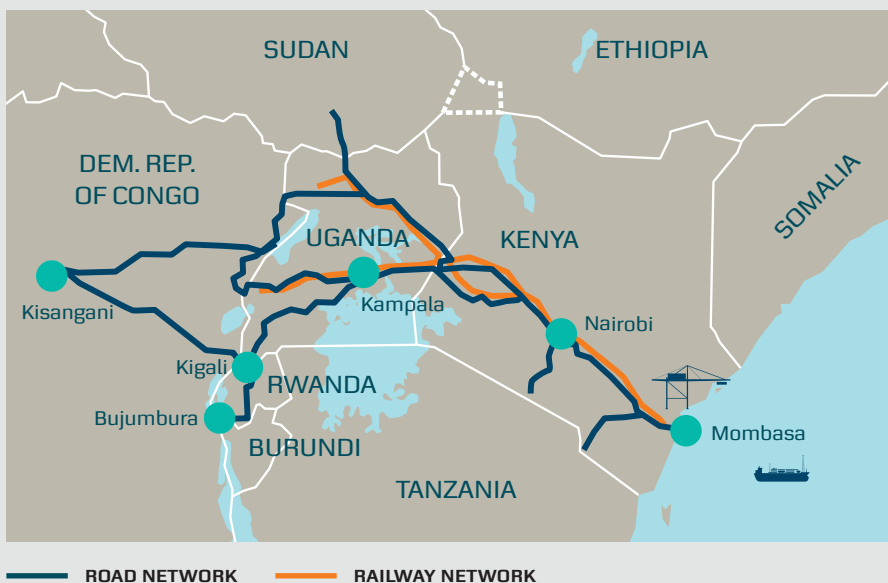 SUDAN
ETHIOPIA
DEM. REP.
OF CONGO
SOMALIA
UGANDA
KENYA
Kisangani
Kampala
Nairobi
Kigali
RWANDA
Bujumbura
Mombasa
BURUNDI
TANZANIA
ROAD NETWORK
RAILWAY NETWORK